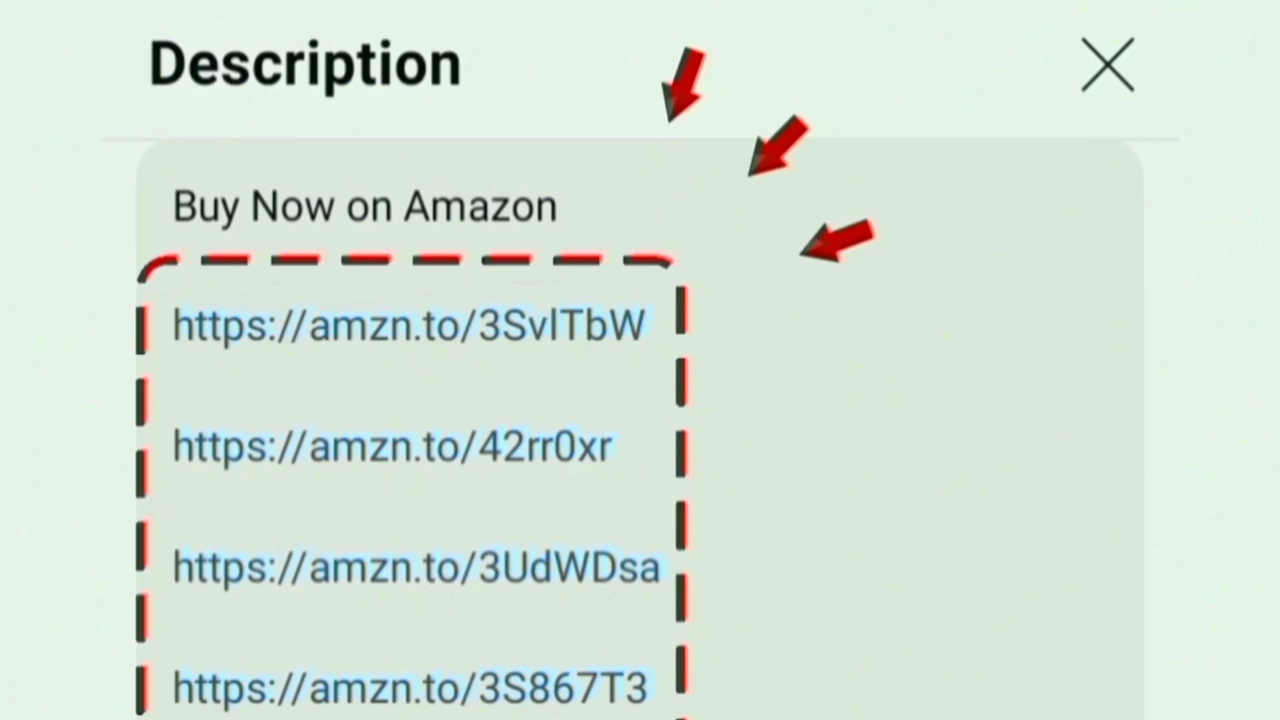 Description
Buy Now on Amazon
https://amzn.to/3SvlTbW
https://amzn.to/42rr0xr
https://amzn.to/3UdWDsa
https://amzn.to/3S867T3